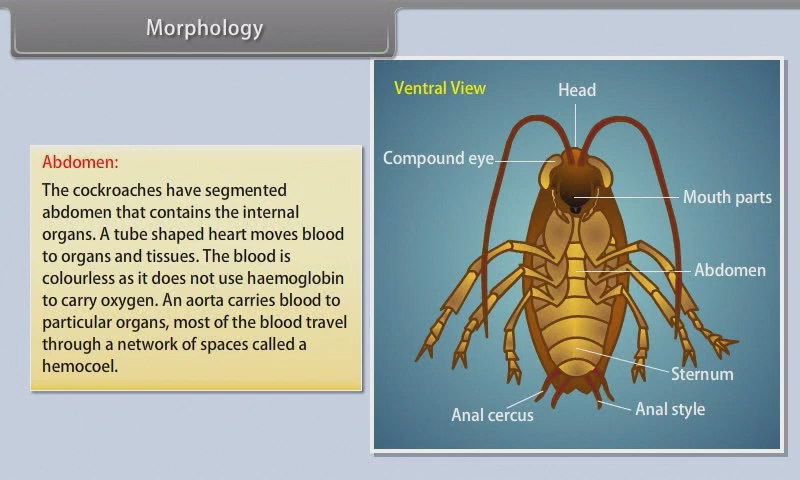 Morphology
Abdomen:
The cockroaches have segmented
abdomen that contains the internal
organs. A tube shaped heart moves blood
to organs and tissues. The blood is
colourless as it does not use haemoglobin
to carry oxygen. An aorta carries blood to
particular organs, most of the blood travel
through a network of spaces called a
hemocoel.
Ventral View
Head
Compound eye
Mouth parts
Abdomen
Sternum
Anal cercus
Anal style